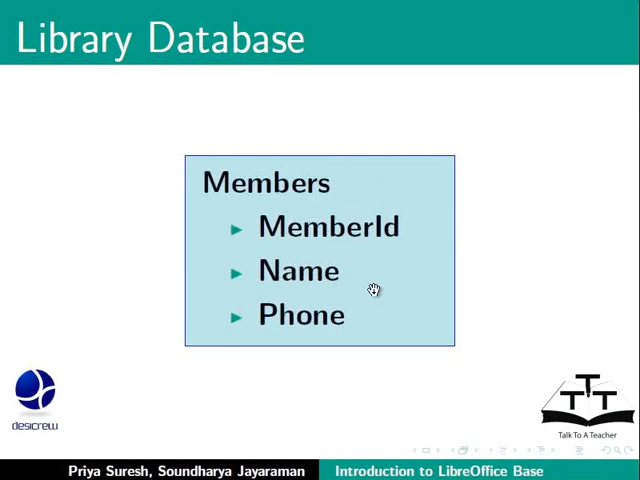 Library Database
Members
MemberId
Name
Phone
desicrew
T
T T
Talk To A Teacher
Priya Suresh, Soundharya Jayaraman
Introduction to LibreOffice Base